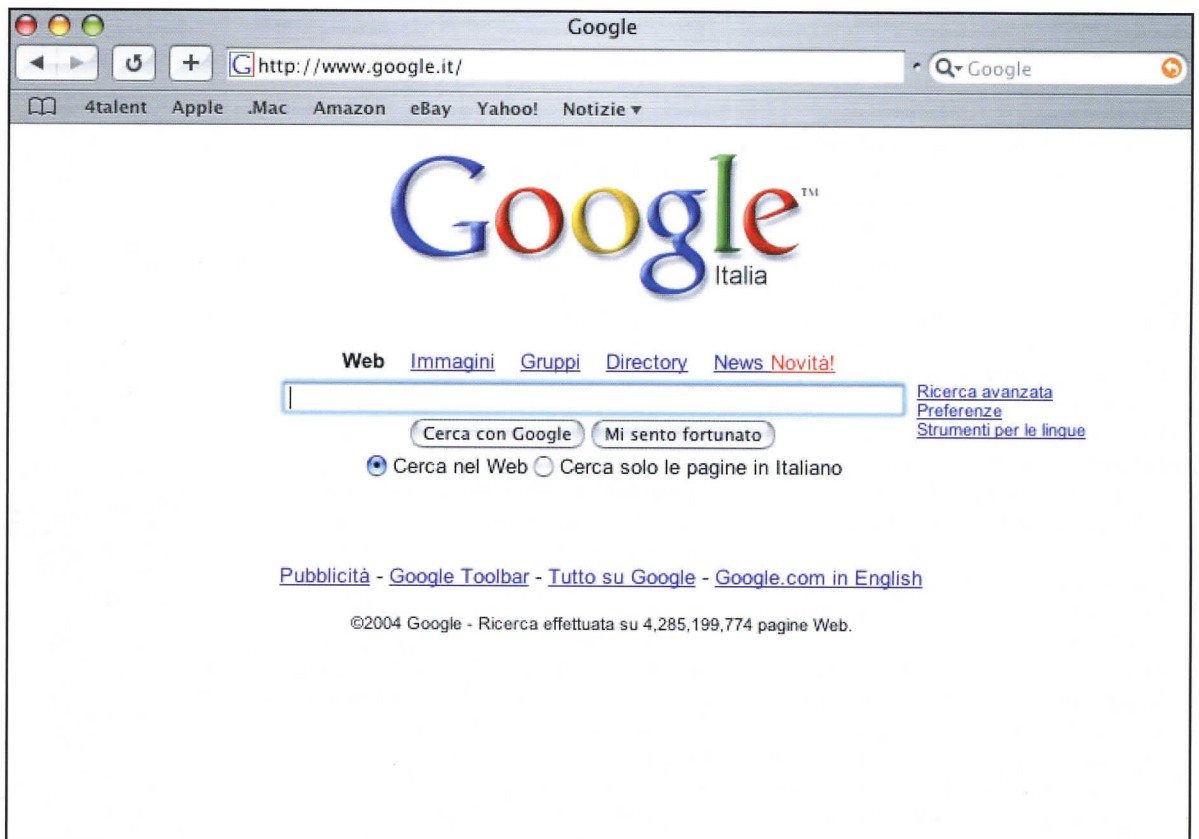 Google
http://www.google.it/
Google
4talent Apple .Mac Amazon eBay Yahoo! Notizie
Google™
Italia
Web Immagini Gruppi Directory News Novità!
Ricerca avanzata
Preferenze
Strumenti per le lingue
Cerca con Google Mi sento fortunato
Cerca nel Web Cerca solo le pagine in Italiano
Pubblicità - Google Toolbar - Tutto su Google - Google.com in English
©2004 Google - Ricerca effettuata su 4,285,199,774 pagine Web.